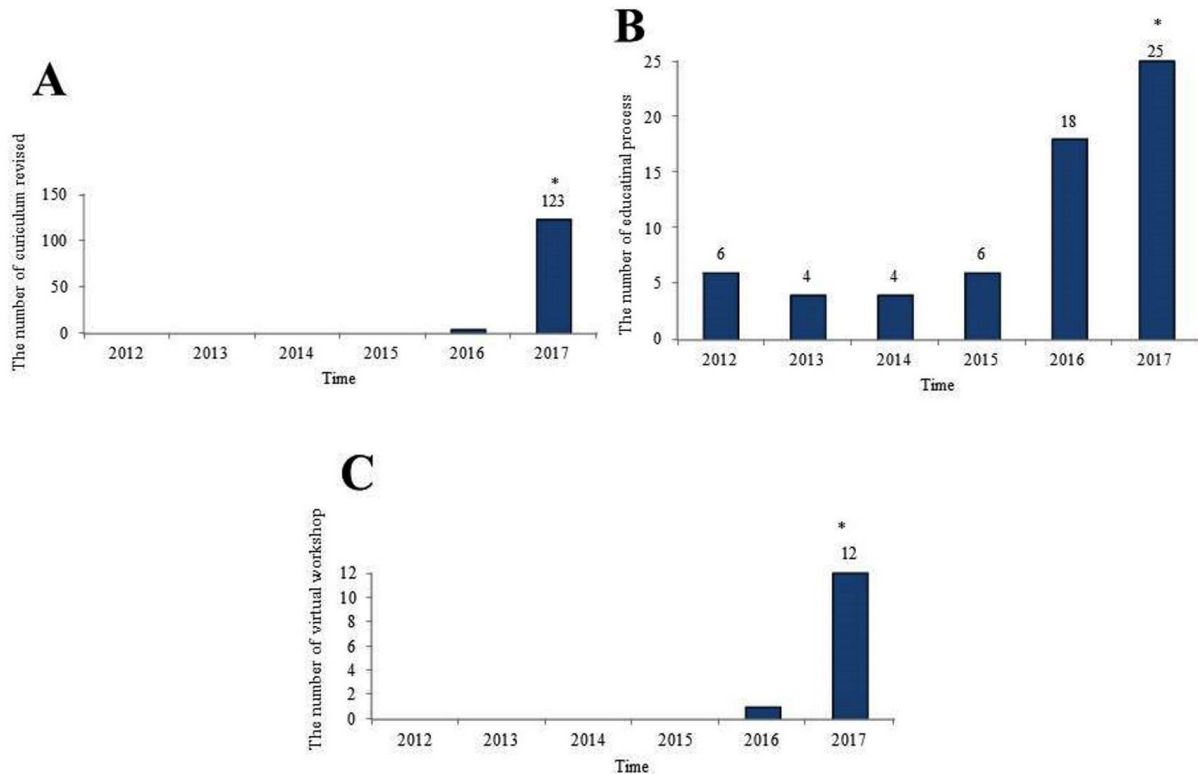 A
The number of curiculum revised
150
100
50
0
*
123
2012 2013 2014 2015 2016 2017
Time
B
The number of educatinal process
25
20
15
10
5
0
6 4 4 6 18 25
*
2012 2013 2014 2015 2016 2017
Time
C
The number of virtual workshop
12
10
8
6
4
2
0
*
12
2012 2013 2014 2015 2016 2017
Time